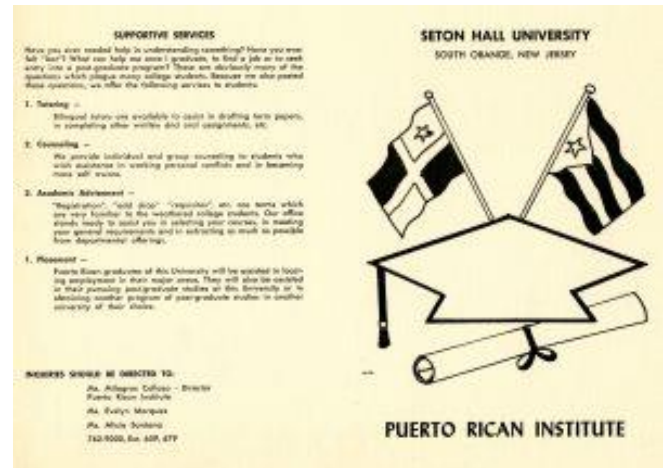 SUPPORTIVE SERVICES
Have you ever needed help in understanding something? Have you ever
felt "lost"? What can help me once I graduate, to find a job or to seek
entry into a post-graduate program? These are obviously many of the
questions which plague many college students. Because we also posted
these questions, we offer the following services to students:
1. Tutoring —
Bilingual tutors are available to assist in drafting term papers,
in completing other written and oral assignments, etc.
2. Counseling —
We provide individual and group counseling to students who
wish assistance in working personal conflicts and in becoming
more self aware.
3. Academic Advisement —
"Registration", "add drop" "requisites", etc. are terms which
are very familiar to the weathered college students. Our office
stands ready to assist you in selecting your courses, in meeting
your general requirements and in extracting as much as possible
from departmental offerings.
Placement —
Puerto Rican graduates of this University will be assisted in locat-
ing employment in their major areas. They will also be assisted
in their pursuing post-graduate studies at this University or in
another program of post-graduate studies in another
university of their choice.
INQUIRIES SHOULD BE DIRECTED TO:
Ms. Milagros Director
Puerto Rican Institute
Ms. Evelyn Marquez
Ms. Alicia Santana
762-9000, Ext. 609, 679
SETON HALL UNIVERSITY
SOUTH ORANGE, NEW JERSEY
PUERTO RICAN INSTITUTE